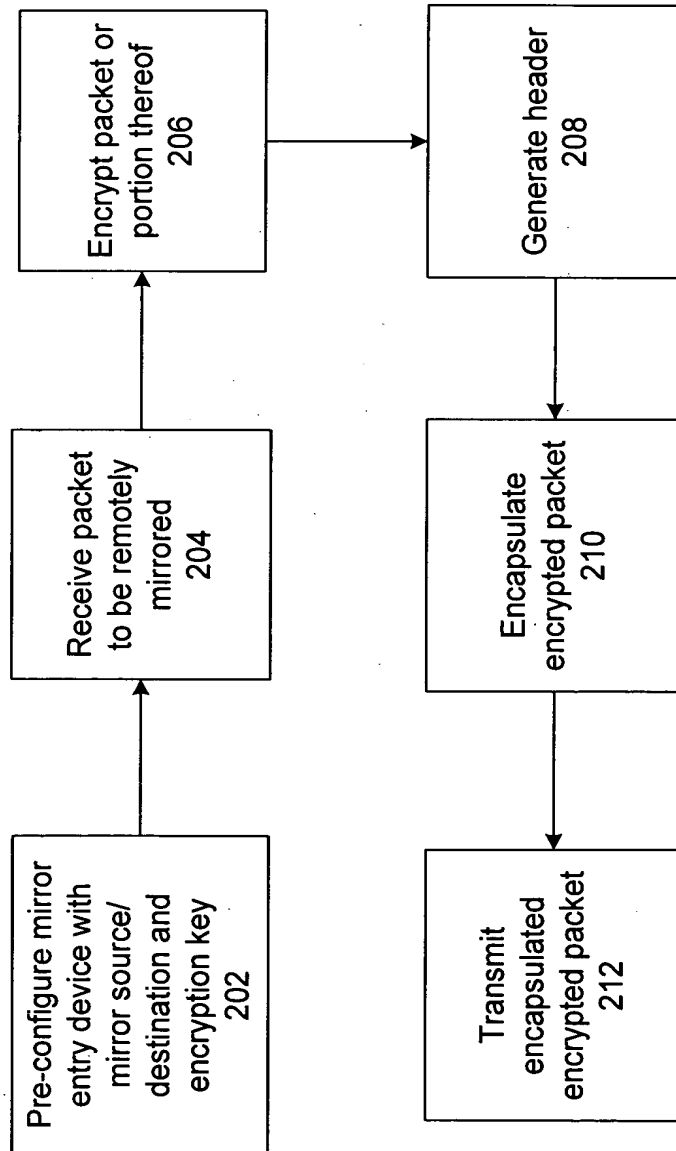 Pre-configure mirror
entry device with
mirror source/
destination and
encryption key
202
Receive packet
to be remotely
mirrored
204
Encrypt packet or
portion thereof
206
Generate header
208
Encapsulate
encrypted packet
210
Transmit
encapsulated
encrypted packet
212